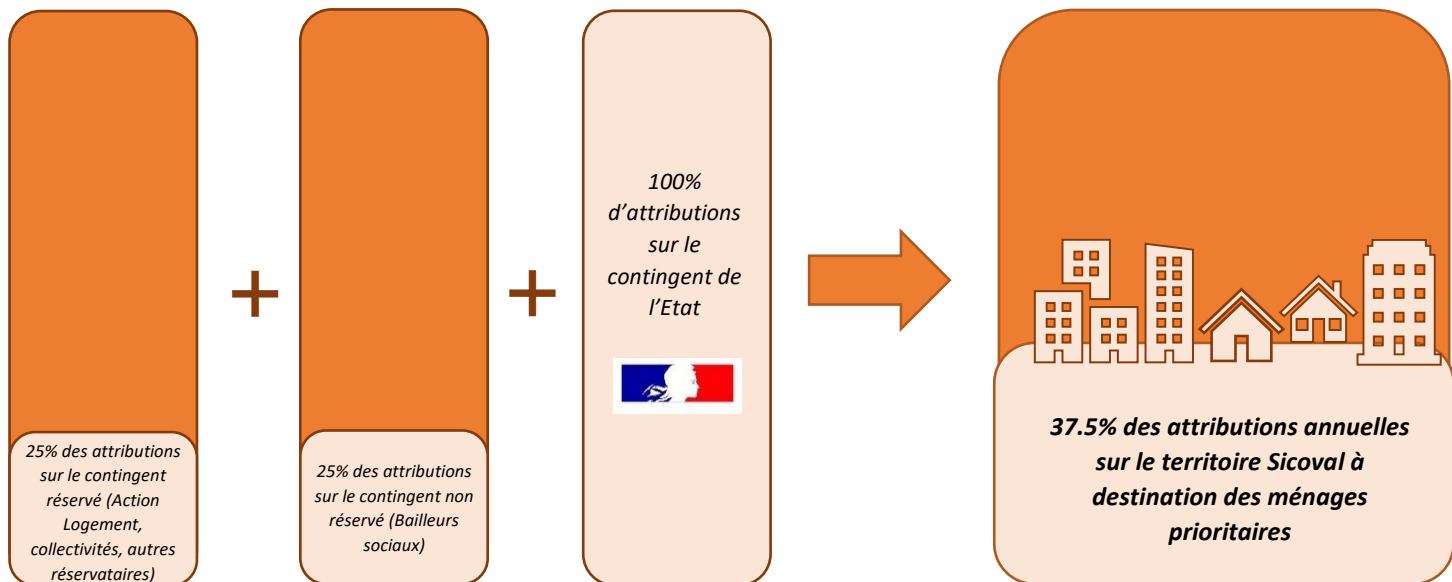 25% des attributions
sur le contingent
réservé (Action
Logement,
collectivités, autres
réservataires)
25% des attributions
sur le contingent non
réservé (Bailleurs
sociaux)
100%
d’attributions
sur le
contingent de
l’Etat
37.5% des attributions annuelles
sur le territoire Sicoval à
destination des ménages
prioritaires